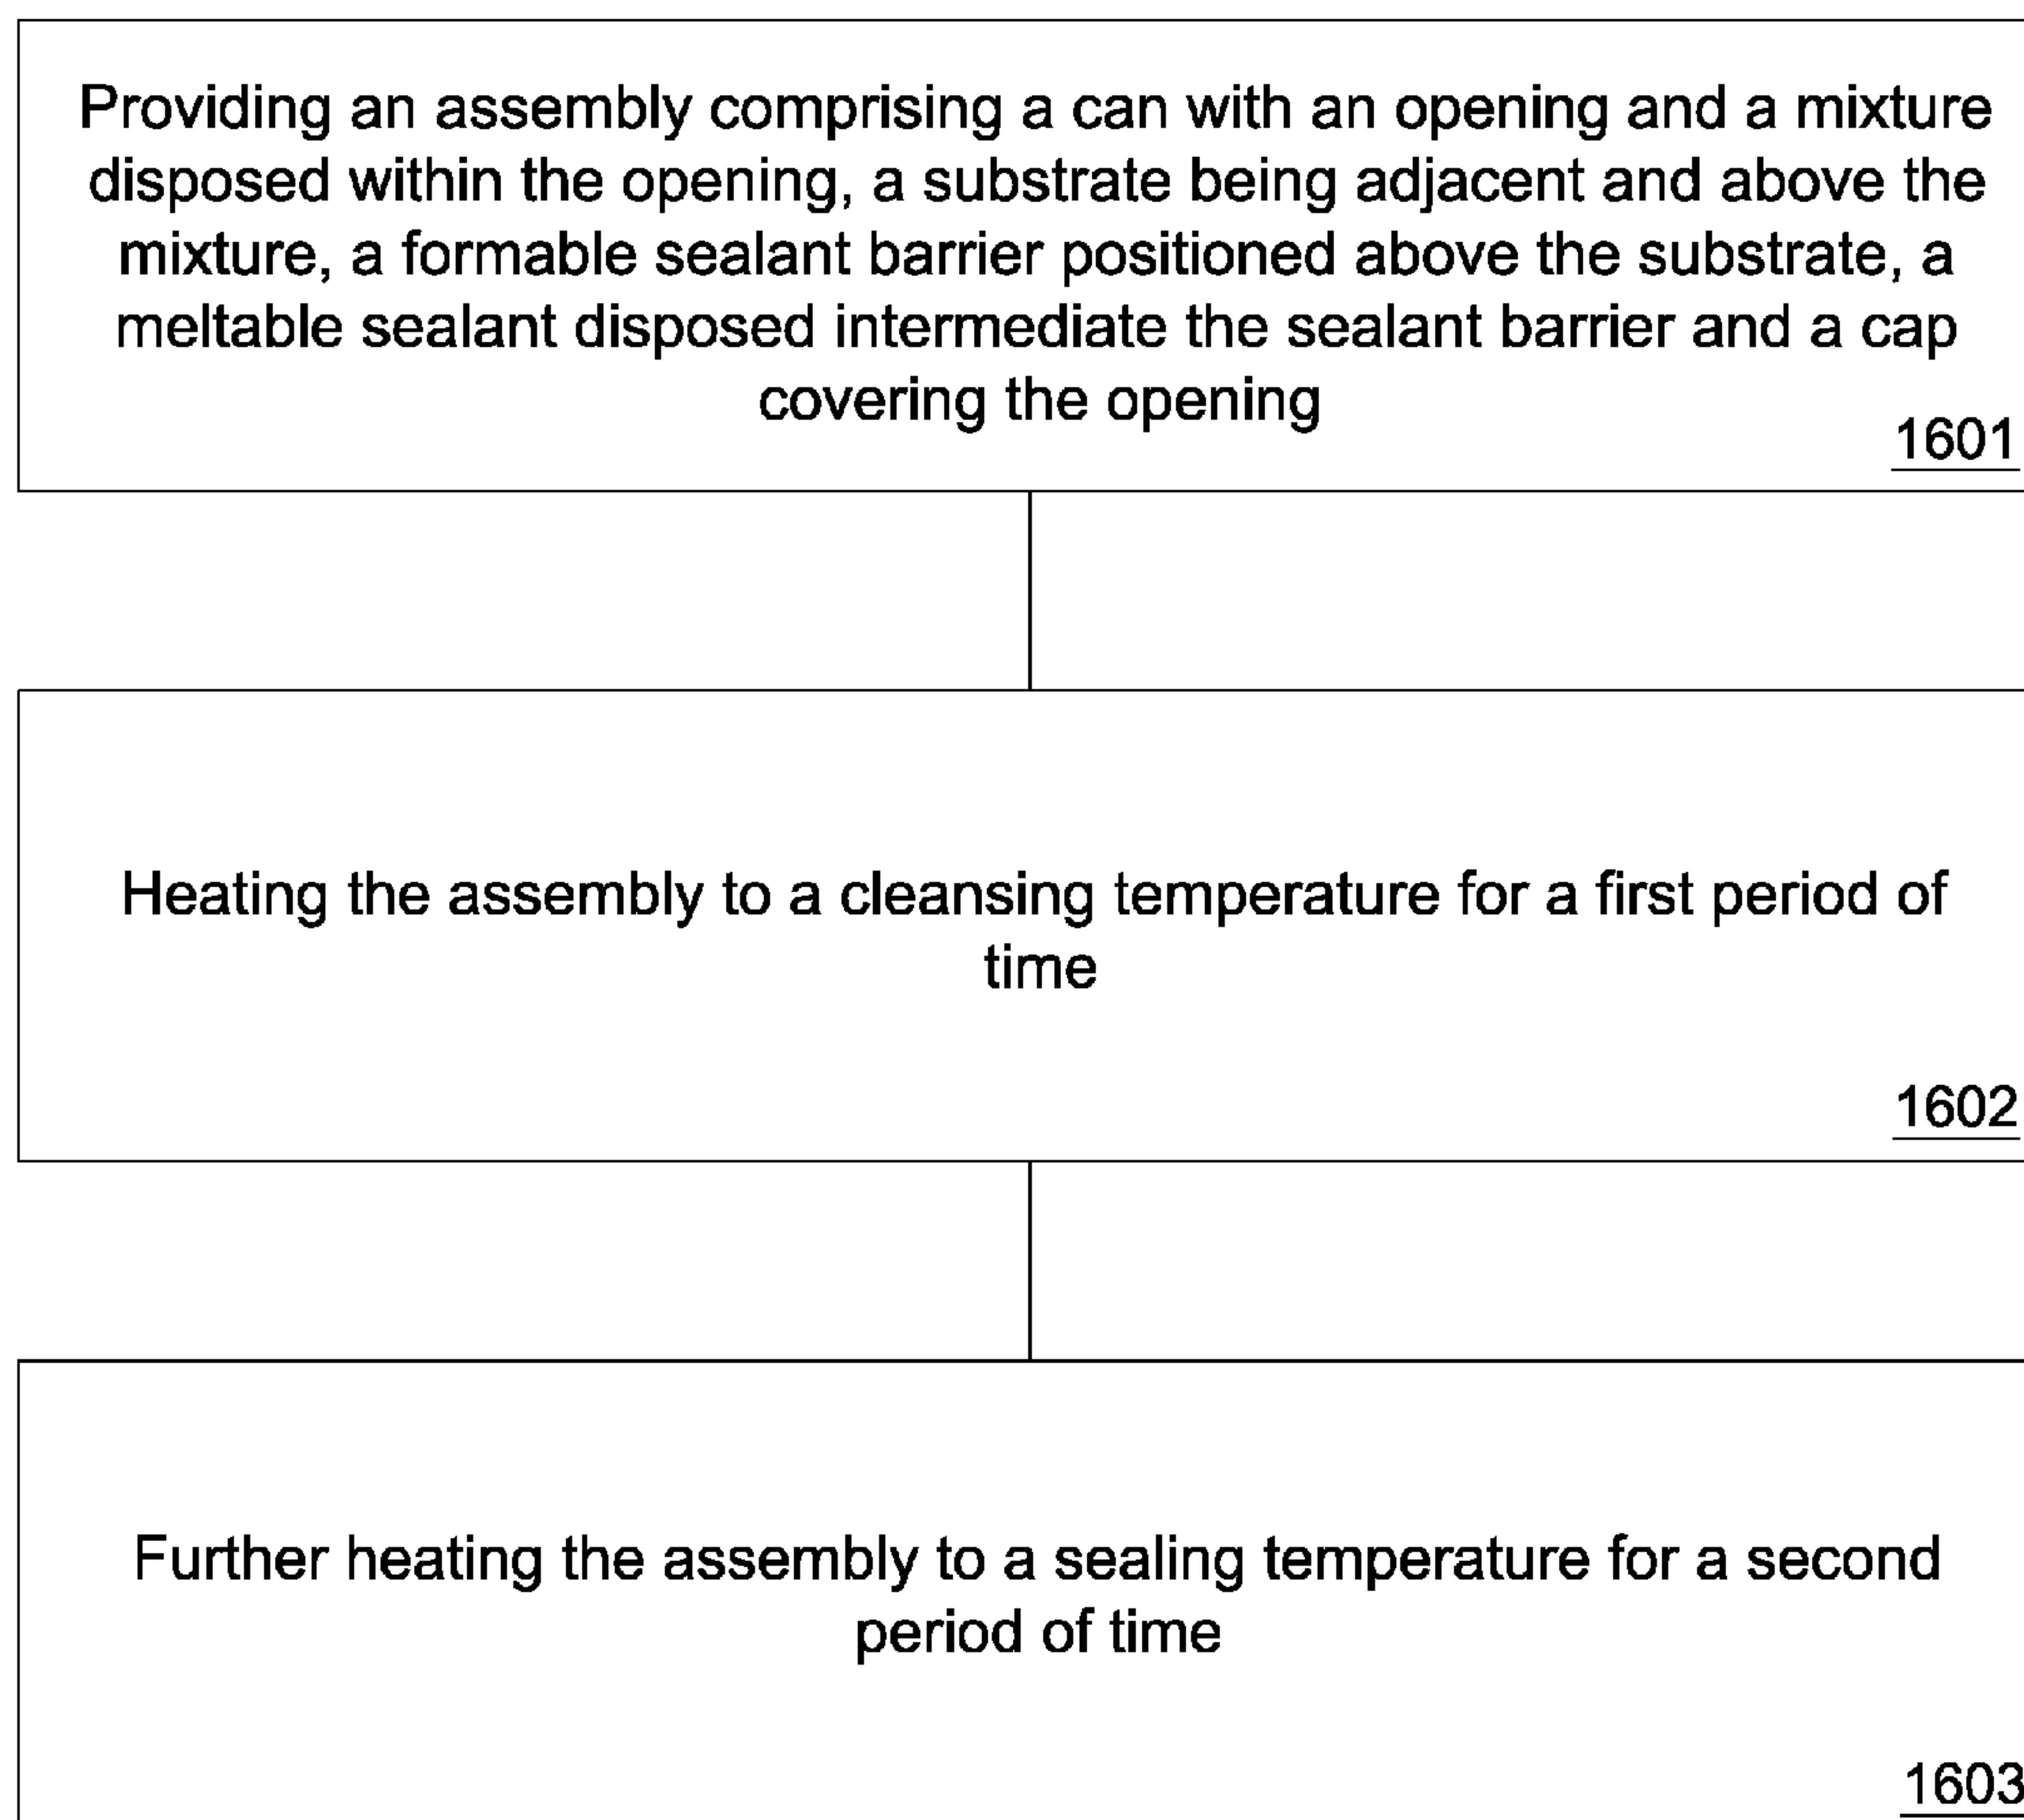 Providing an assembly comprising a can with an opening and a mixture
disposed within the opening, a substrate being adjacent and above the
mixture, a formable sealant barrier positioned above the substrate, a
meltable sealant disposed intermediate the sealant barrier and a cap
covering the opening
1601
Heating the assembly to a cleansing temperature for a first period of
time
1602
Further heating the assembly to a sealing temperature for a second
period of time
1603